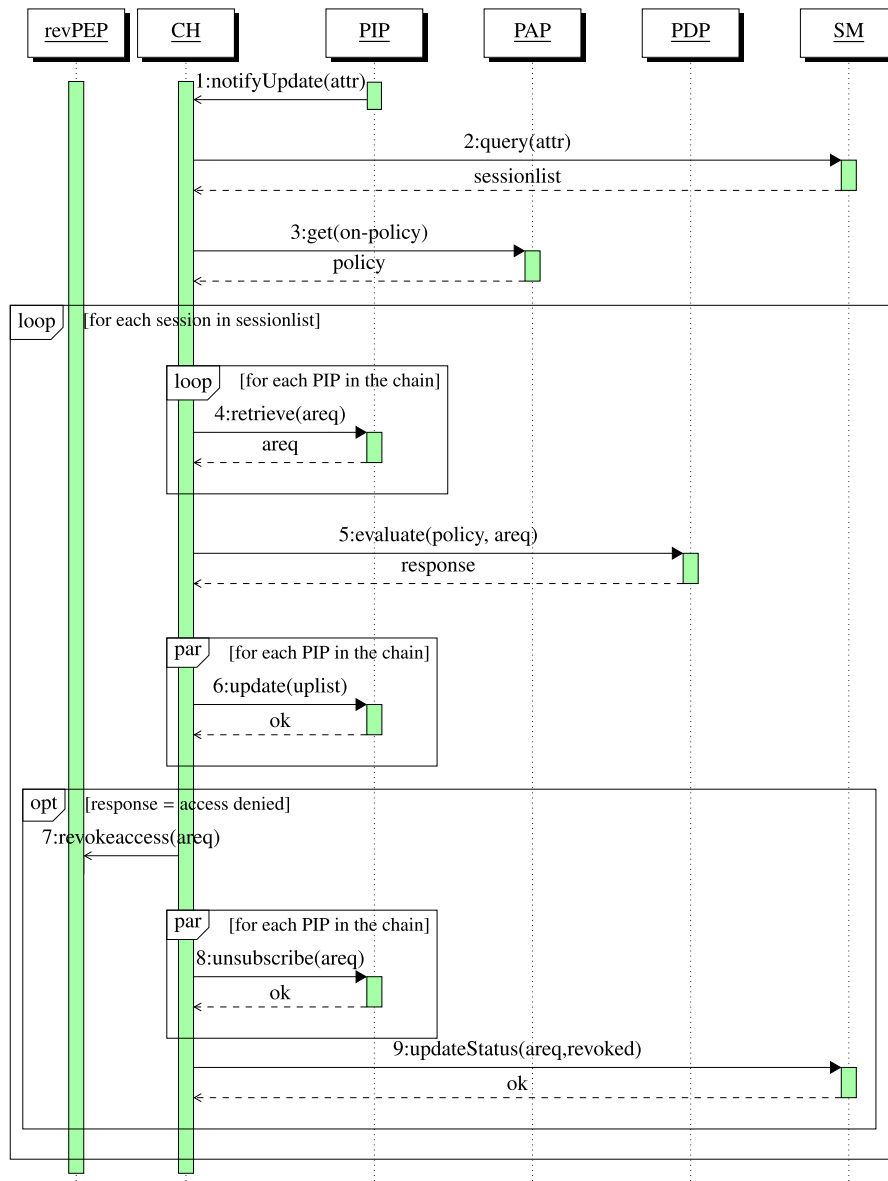 revPEP CH PIP PAP PDP SM
1:notifyUpdate(attr)
2:query(attr)
sessionlist
3:get(on-policy)
policy
loop [for each session in sessionlist]
loop [for each PIP in the chain]
4:retrieve(areq)
areq
5:evaluate(policy, areq)
response
par [for each PIP in the chain]
6:update(uplist)
ok
opt [response = access denied]
7:revokeaccess(areq)
par [for each PIP in the chain]
8:unsubscribe(areq)
ok
9:updateStatus(areq,revoked)
ok